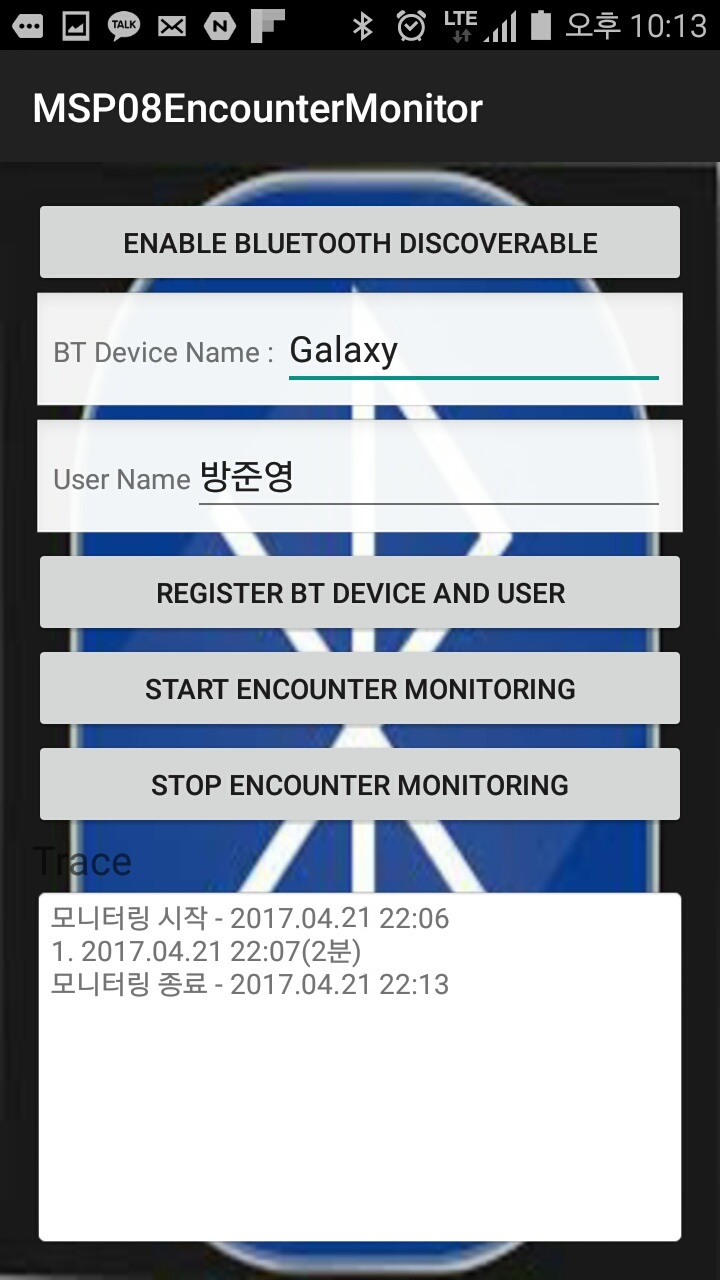 TALK
N
LTE
오후 10:13
MSP08EncounterMonitor
ENABLE BLUETOOTH DISCOVERABLE
BT Device Name : Galaxy
User Name 방준영
REGISTER BT DEVICE AND USER
START ENCOUNTER MONITORING
STOP ENCOUNTER MONITORING
Trace
모니터링 시작 - 2017.04.21 22:06
1. 2017.04.21 22:07(2분)
모니터링 종료 - 2017.04.21 22:13